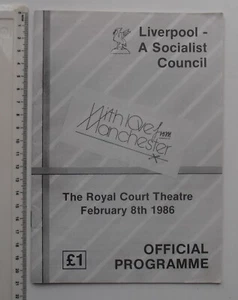 Liverpool -
A Socialist
Council
With love from
Manchester
The Royal Court Theatre
February 8th 1986
£1
OFFICIAL
PROGRAMME